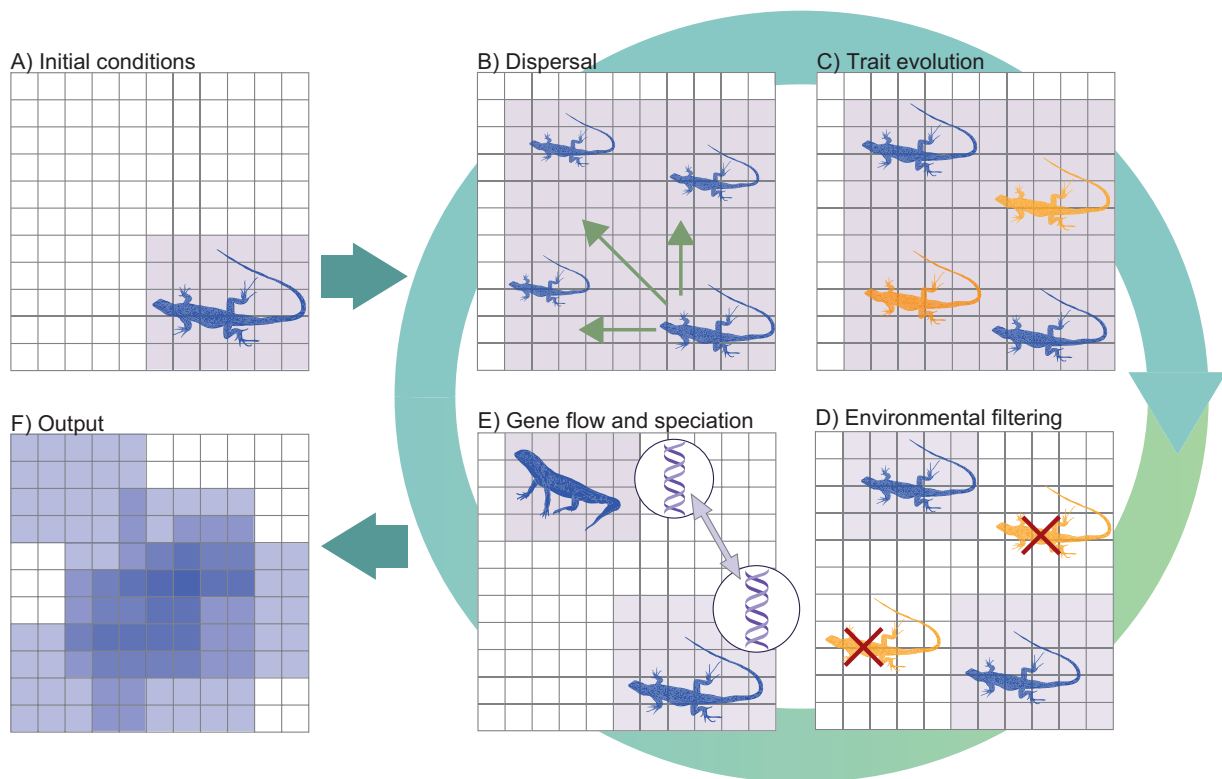 A) Initial conditions
B) Dispersal
C) Trait evolution
D) Environmental filtering
E) Gene flow and speciation
F) Output